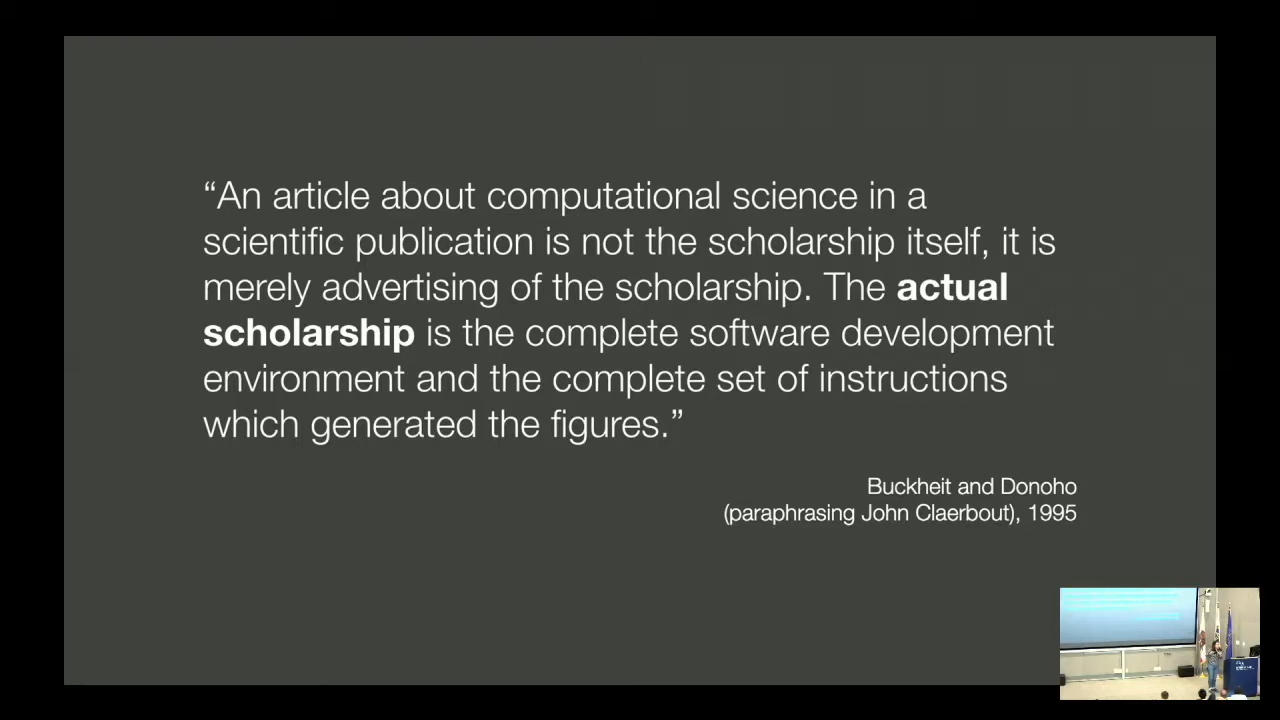 “An article about computational science in a
scientific publication is not the scholarship itself, it is
merely advertising of the scholarship. The actual
scholarship is the complete software development
environment and the complete set of instructions
which generated the figures.”
Buckheit and Donoho
(paraphrasing John Claerbout), 1995